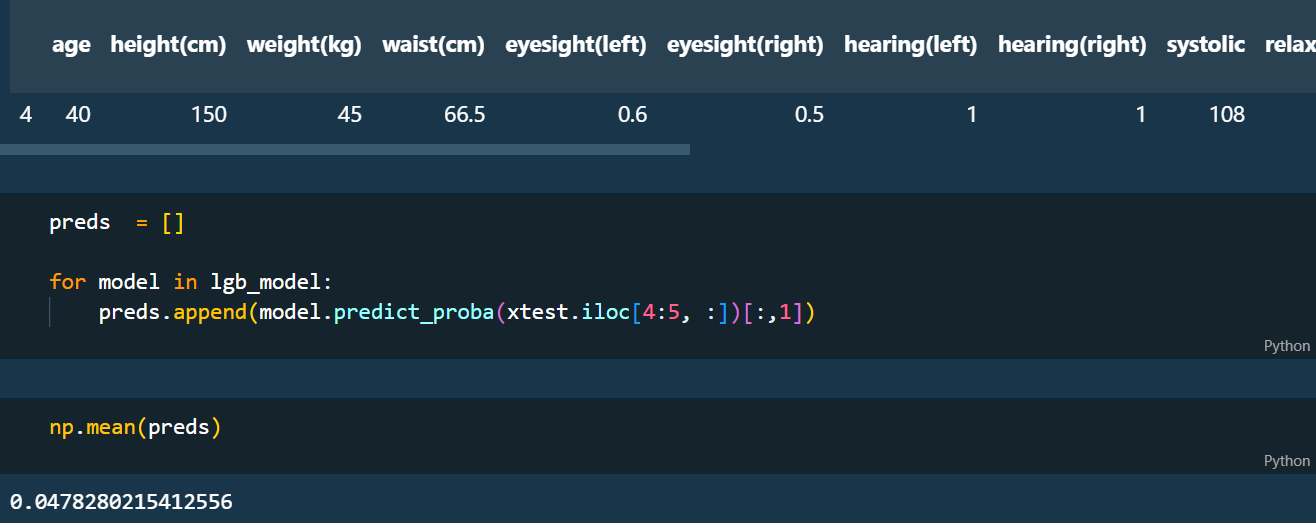 age height(cm) weight(kg) waist(cm) eyesight(left) eyesight(right) hearing(left) hearing(right) systolic relax
4 40 150 45 66.5 0.6 0.5 1 1 108
preds = []
for model in lgb_model:
preds.append(model.predict_proba(xtest.iloc[4:5, :])[:,1])
Python
np.mean(preds)
Python
0.0478280215412556